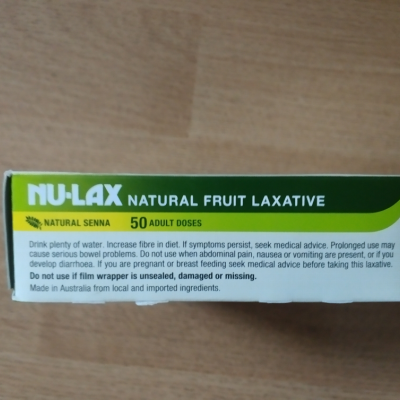 NU-LAX NATURAL FRUIT LAXATIVE
NATURAL SENNA 50 ADULT DOSES
Drink plenty of water. Increase fibre in diet. If symptoms persist, seek medical advice. Prolonged use may
cause serious bowel problems. Do not use when abdominal pain, nausea or vomiting are present, or if you
develop diarrhoea. If you are pregnant or breast feeding seek medical advice before taking this laxative.
Do not use if film wrapper is unsealed, damaged or missing.
Made in Australia from local and imported ingredients.